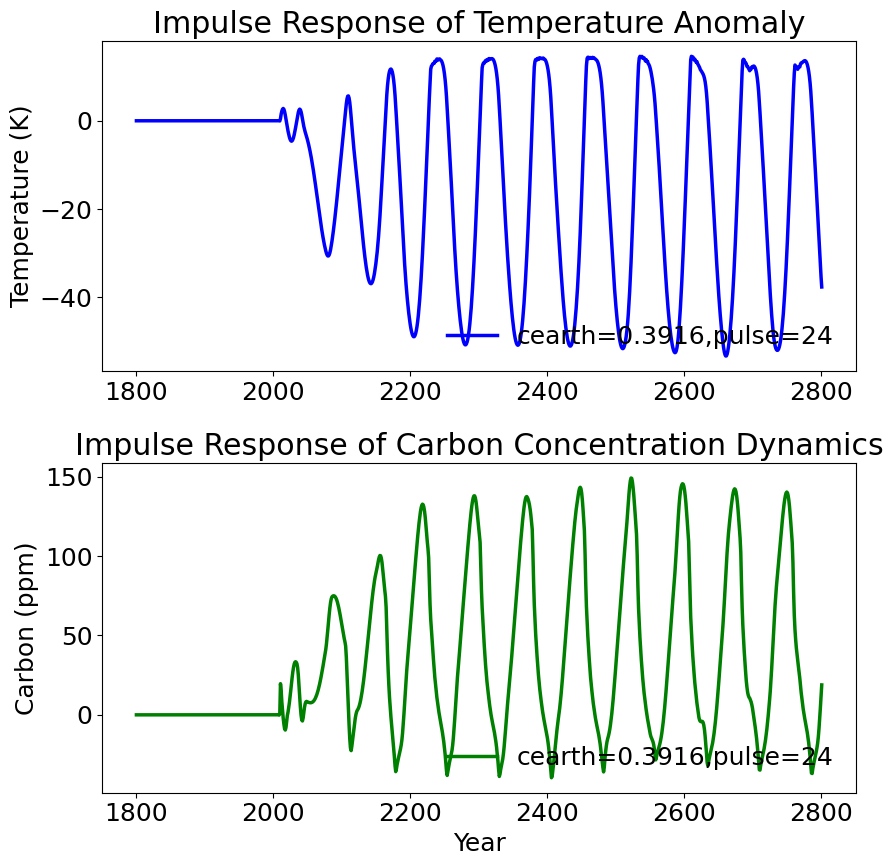 Impulse Response of Temperature Anomaly
Temperature (K)
0
−20
−40
cearth=0.3916,pulse=24
1800 2000 2200 2400 2600 2800
Impulse Response of Carbon Concentration Dynamics
Carbon (ppm)
150
100
50
0
cearth=0.3916,pulse=24
1800 2000 2200 2400 2600 2800
Year